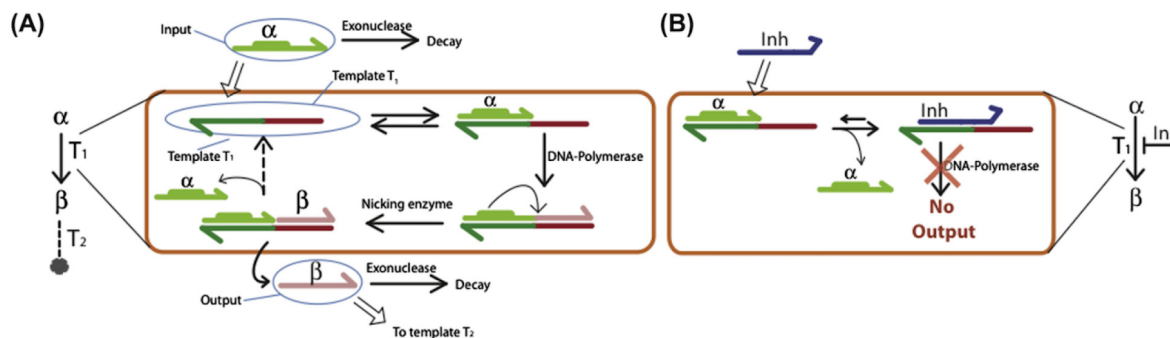 (A)
Input
α
Exonuclease
Decay
Template T1
α
T1
β
T2
Template T1
α
DNA-Polymerase
α
β
Nicking enzyme
β
Exonuclease
Decay
Output
To template T2
(B)
Inh
α
Inh
α
DNA-Polymerase
No
Output
α
T1
In
β